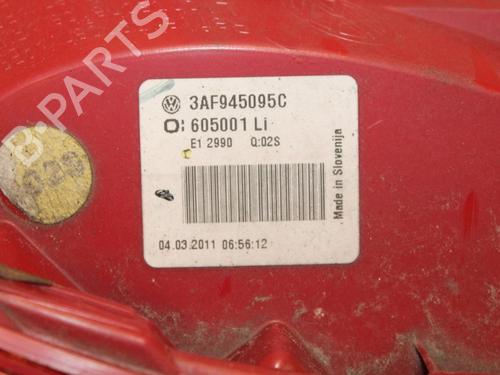 3AF945095C
605001 Li
E1 2990 Q:02S
Made in Slovenija
04.03.2011 06:56:12
B-PARTS